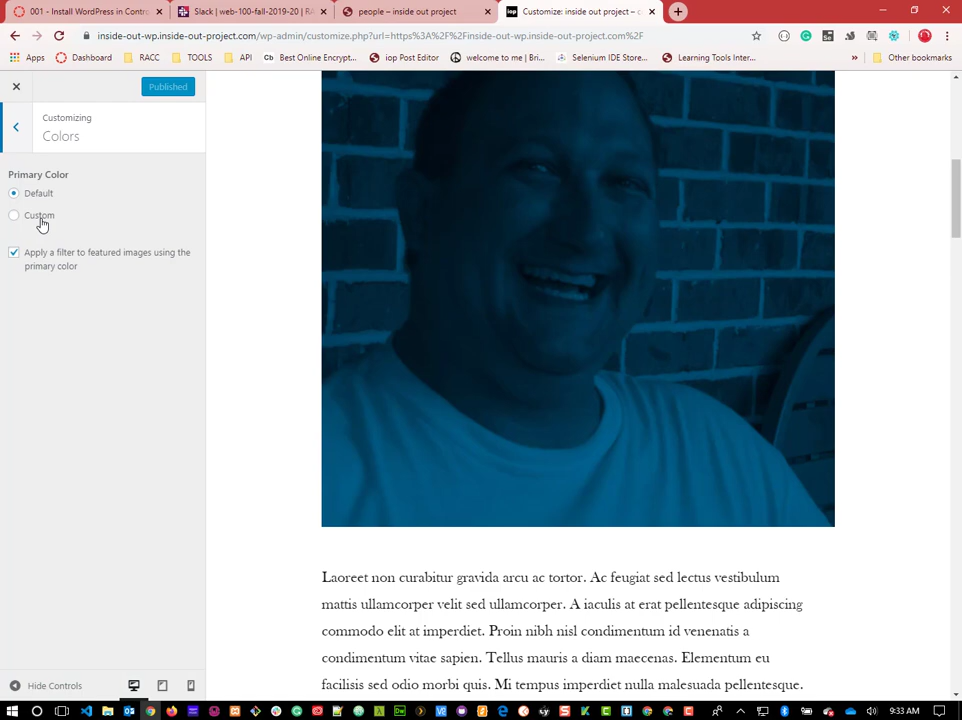 001 - Install WordPress in Contr
Slack | web-100-fall-2019-20 | RA
people – inside out project
iop
Customize: inside out project – c
inside-out-wp.inside-out-project.com/wp-admin/customize.php?url=https%3A%2F%2Finside-out-wp.inside-out-project.com%2F
Apps
Dashboard
RACC
TOOLS
API
Cb Best Online Encrypt...
iop Post Editor
welcome to me | Bri...
Selenium IDE Store...
Learning Tools Inter...
»
Other bookmarks
Published
Customizing
Colors
Primary Color
Default
Custom
Apply a filter to featured images using the
primary color
Laoreet non curabitur gravida arcu ac tortor. Ac feugiat sed lectus vestibulum
mattis ullamcorper velit sed ullamcorper. A iaculis at erat pellentesque adipiscing
commodo elit at imperdiet. Proin nibh nisl condimentum id venenatis a
condimentum vitae sapien. Tellus mauris a diam maecenas. Elementum eu
facilisis sed odio morbi quis. Mi tempus imperdiet nulla malesuada pellentesque.
Hide Controls
9:33 AM